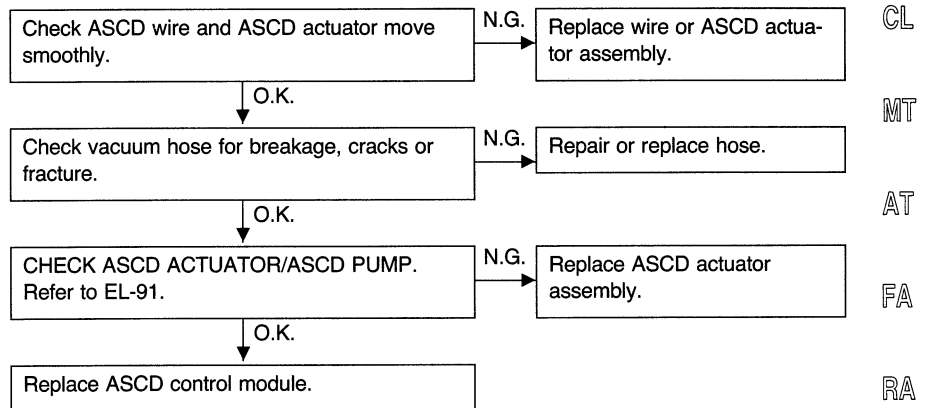 Check ASCD wire and ASCD actuator move
smoothly.
N.G.
Replace wire or ASCD actua-
tor assembly.
O.K.
Check vacuum hose for breakage, cracks or
fracture.
N.G.
Repair or replace hose.
O.K.
CHECK ASCD ACTUATOR/ASCD PUMP.
Refer to EL-91.
N.G.
Replace ASCD actuator
assembly.
O.K.
Replace ASCD control module.
CL
MT
AT
FA
RA